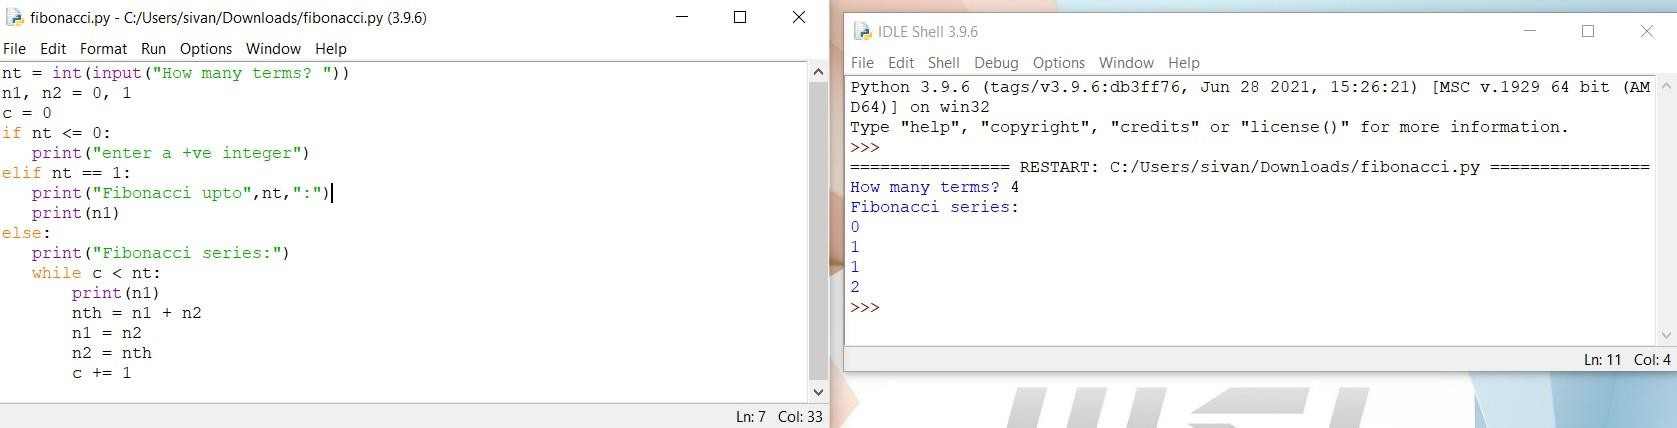 fibonacci.py - C:/Users/sivan/Downloads/fibonacci.py (3.9.6)
File Edit Format Run Options Window Help
nt = int(input("How many terms? "))
n1, n2 = 0, 1
c = 0
if nt <= 0:
   print("enter a +ve integer")
elif nt == 1:
   print("Fibonacci upto",nt,":")
   print(n1)
else:
   print("Fibonacci series:")
   while c < nt:
       print(n1)
       nth = n1 + n2
       n1 = n2
       n2 = nth
       c += 1
Ln: 7 Col: 33
IDLE Shell 3.9.6
File Edit Shell Debug Options Window Help
Python 3.9.6 (tags/v3.9.6:db3ff76, Jun 28 2021, 15:26:21) [MSC v.1929 64 bit (AM
D64)] on win32
Type "help", "copyright", "credits" or "license()" for more information.
>>>
================ RESTART: C:/Users/sivan/Downloads/fibonacci.py ================
How many terms? 4
Fibonacci series:
0
1
1
2
>>>
Ln: 11 Col: 4